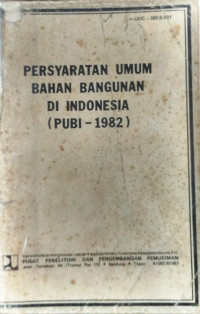 PERSYARATAN UMUM
BAHAN BANGUNAN
DI INDONESIA
(PUBI - 1982)
PUSAT PENELITIAN DAN PENGEMBANGAN PEMUKIMAN